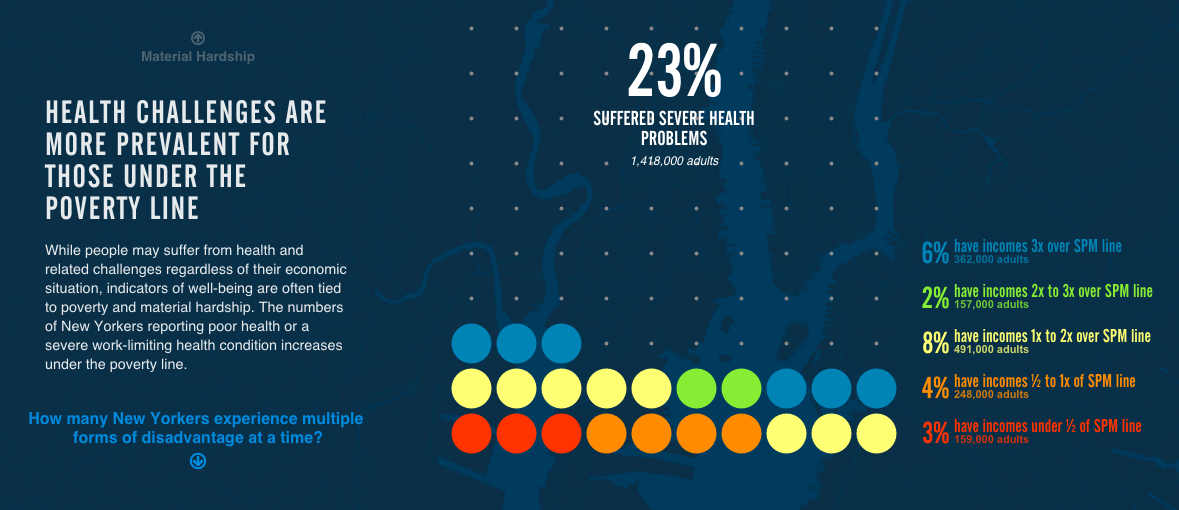 Material Hardship
HEALTH CHALLENGES ARE
MORE PREVALENT FOR
THOSE UNDER THE
POVERTY LINE
While people may suffer from health and
related challenges regardless of their economic
situation, indicators of well-being are often tied
to poverty and material hardship. The numbers
of New Yorkers reporting poor health or a
severe work-limiting health condition increases
under the poverty line.
How many New Yorkers experience multiple
forms of disadvantage at a time?
23%
SUFFERED SEVERE HEALTH
PROBLEMS
1,418,000 adults
6% have incomes 3x over SPM line
362,000 adults
2% have incomes 2x to 3x over SPM line
157,000 adults
8% have incomes 1x to 2x over SPM line
491,000 adults
4% have incomes ½ to 1x of SPM line
248,000 adults
3% have incomes under ½ of SPM line
159,000 adults